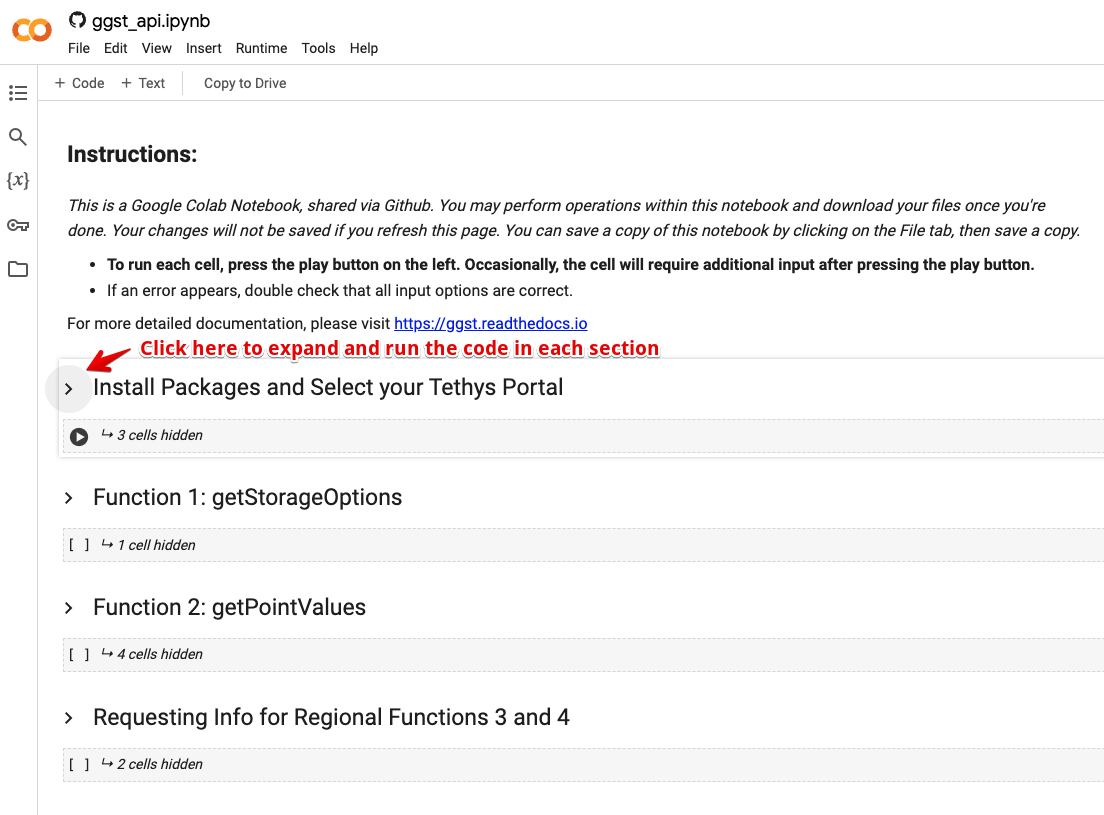 ggst_api.ipynb
File Edit View Insert Runtime Tools Help
+ Code + Text Copy to Drive
{x}
Instructions:
This is a Google Colab Notebook, shared via Github. You may perform operations within this notebook and download your files once you're
done. Your changes will not be saved if you refresh this page. You can save a copy of this notebook by clicking on the File tab, then save a copy.
• To run each cell, press the play button on the left. Occasionally, the cell will require additional input after pressing the play button.
• If an error appears, double check that all input options are correct.
For more detailed documentation, please visit https://ggst.readthedocs.io
Click here to expand and run the code in each section
Install Packages and Select your Tethys Portal
↪ 3 cells hidden
Function 1: getStorageOptions
[ ] ↪ 1 cell hidden
Function 2: getPointValues
[ ] ↪ 4 cells hidden
Requesting Info for Regional Functions 3 and 4
[ ] ↪ 2 cells hidden